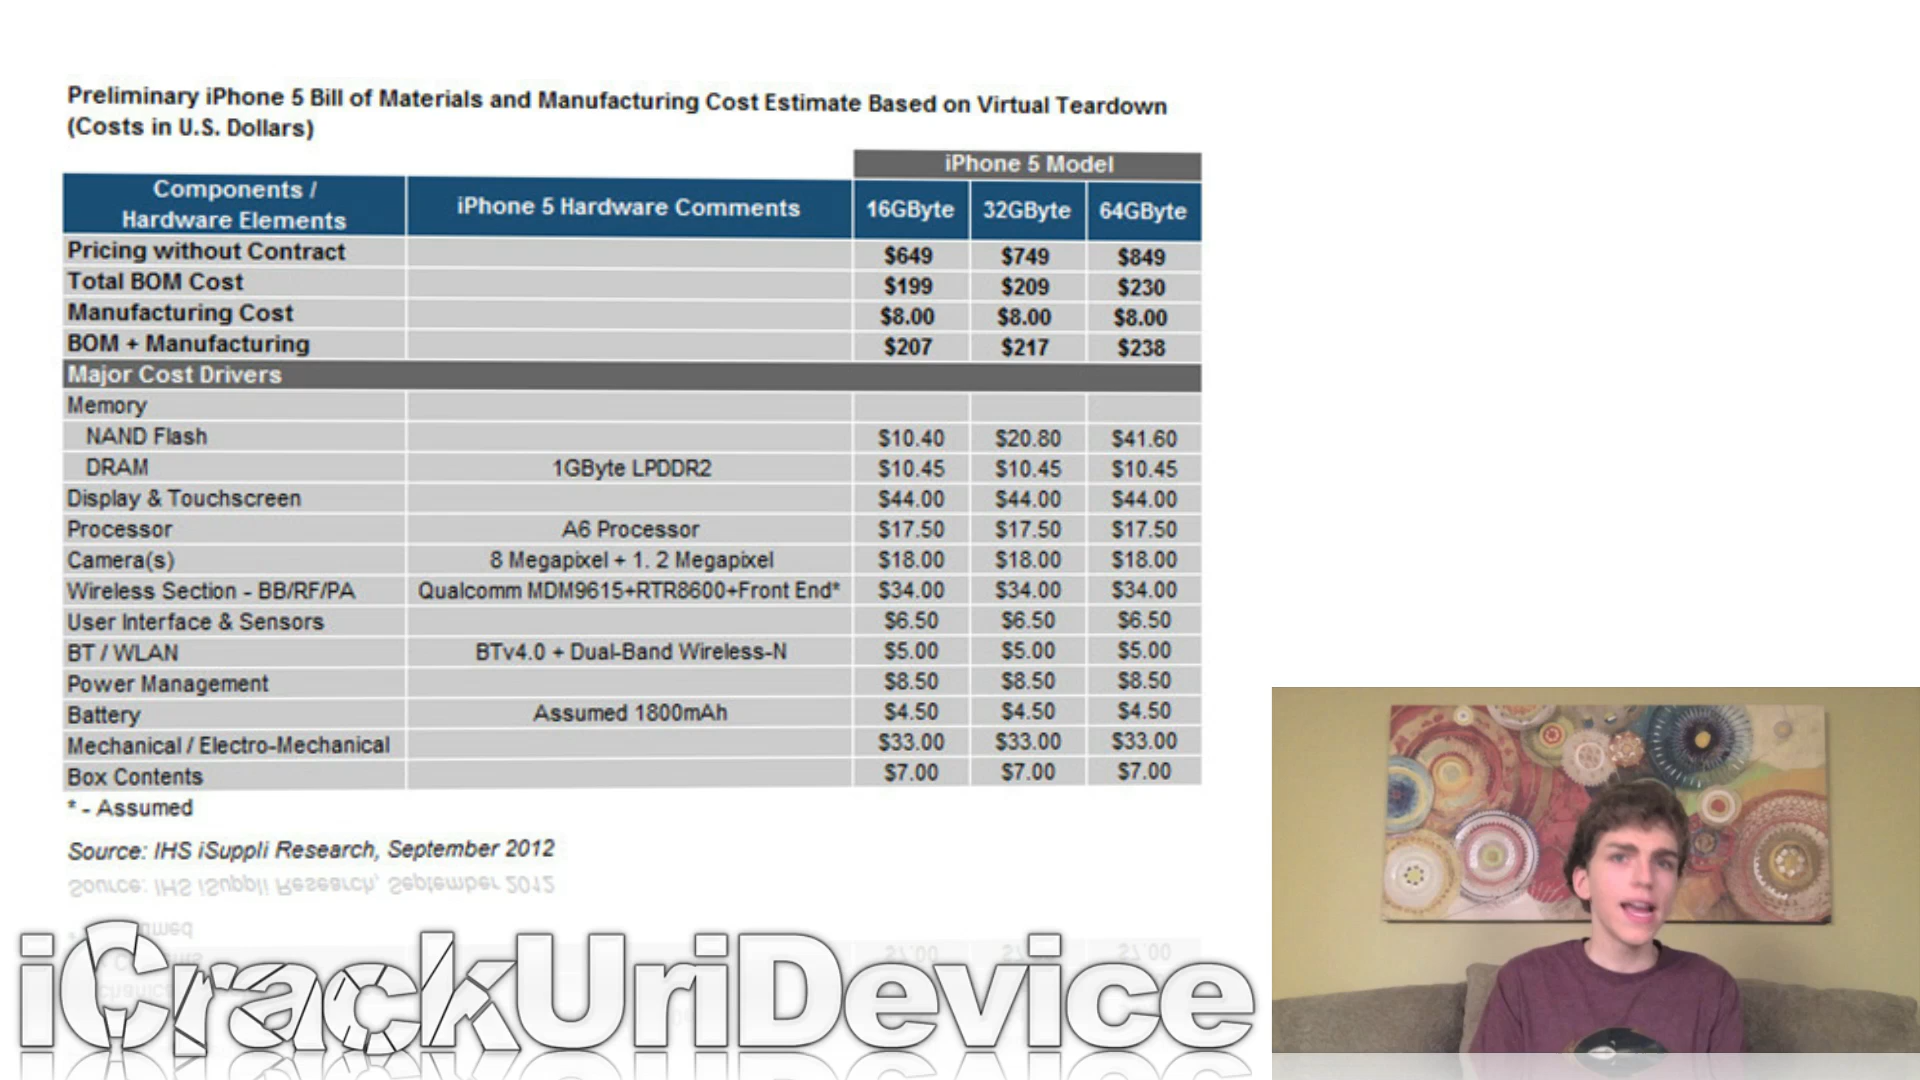 Preliminary iPhone 5 Bill of Materials and Manufacturing Cost Estimate Based on Virtual Teardown
(Costs in U.S. Dollars)
iPhone 5 Model
Components /
Hardware Elements iPhone 5 Hardware Comments 16GByte 32GByte 64GByte
Pricing without Contract $649 $749 $849
Total BOM Cost $199 $209 $230
Manufacturing Cost $8.00 $8.00 $8.00
BOM + Manufacturing $207 $217 $238
Major Cost Drivers
Memory
NAND Flash $10.40 $20.80 $41.60
DRAM 1GByte LPDDR2 $10.45 $10.45 $10.45
Display & Touchscreen $44.00 $44.00 $44.00
Processor A6 Processor $17.50 $17.50 $17.50
Camera(s) 8 Megapixel + 1. 2 Megapixel $18.00 $18.00 $18.00
Wireless Section - BB/RF/PA Qualcomm MDM9615+RTR8600+Front End* $34.00 $34.00 $34.00
User Interface & Sensors $6.50 $6.50 $6.50
BT / WLAN BTv4.0 + Dual-Band Wireless-N $5.00 $5.00 $5.00
Power Management $8.50 $8.50 $8.50
Battery Assumed 1800mAh $4.50 $4.50 $4.50
Mechanical / Electro-Mechanical $33.00 $33.00 $33.00
Box Contents $7.00 $7.00 $7.00
* - Assumed
Source: IHS iSuppli Research, September 2012
iCrackUriDevice